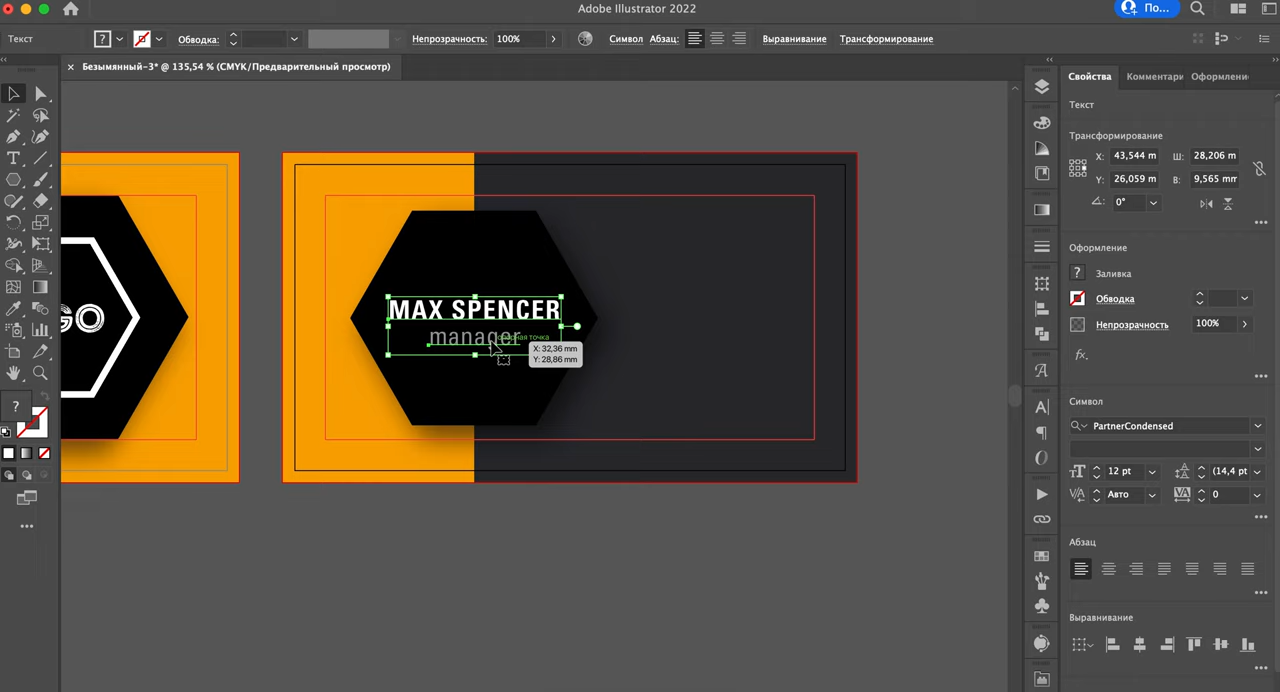 Adobe Illustrator 2022
По...
Текст
?
Обводка:
Непрозрачность: 100%
Символ
Абзац:
Выравнивание
Трансформирование
× Безымянный-3* @ 135,54 % (CMYK/Предварительный просмотр)
Свойства
Комментари
Оформлени
Текст
Трансформирование
X: 43,544 m
Ш: 28,206 m
Y: 26,059 m
В: 9,565 mm
0°
Оформление
? Заливка
Обводка
Непрозрачность 100%
fx.
Символ
PartnerCondensed
12 pt
(14,4 pt
Авто
0
Абзац
Выравнивание
GO
MAX SPENCER
manager
опорная точка
X: 32,36 mm
Y: 28,86 mm
?